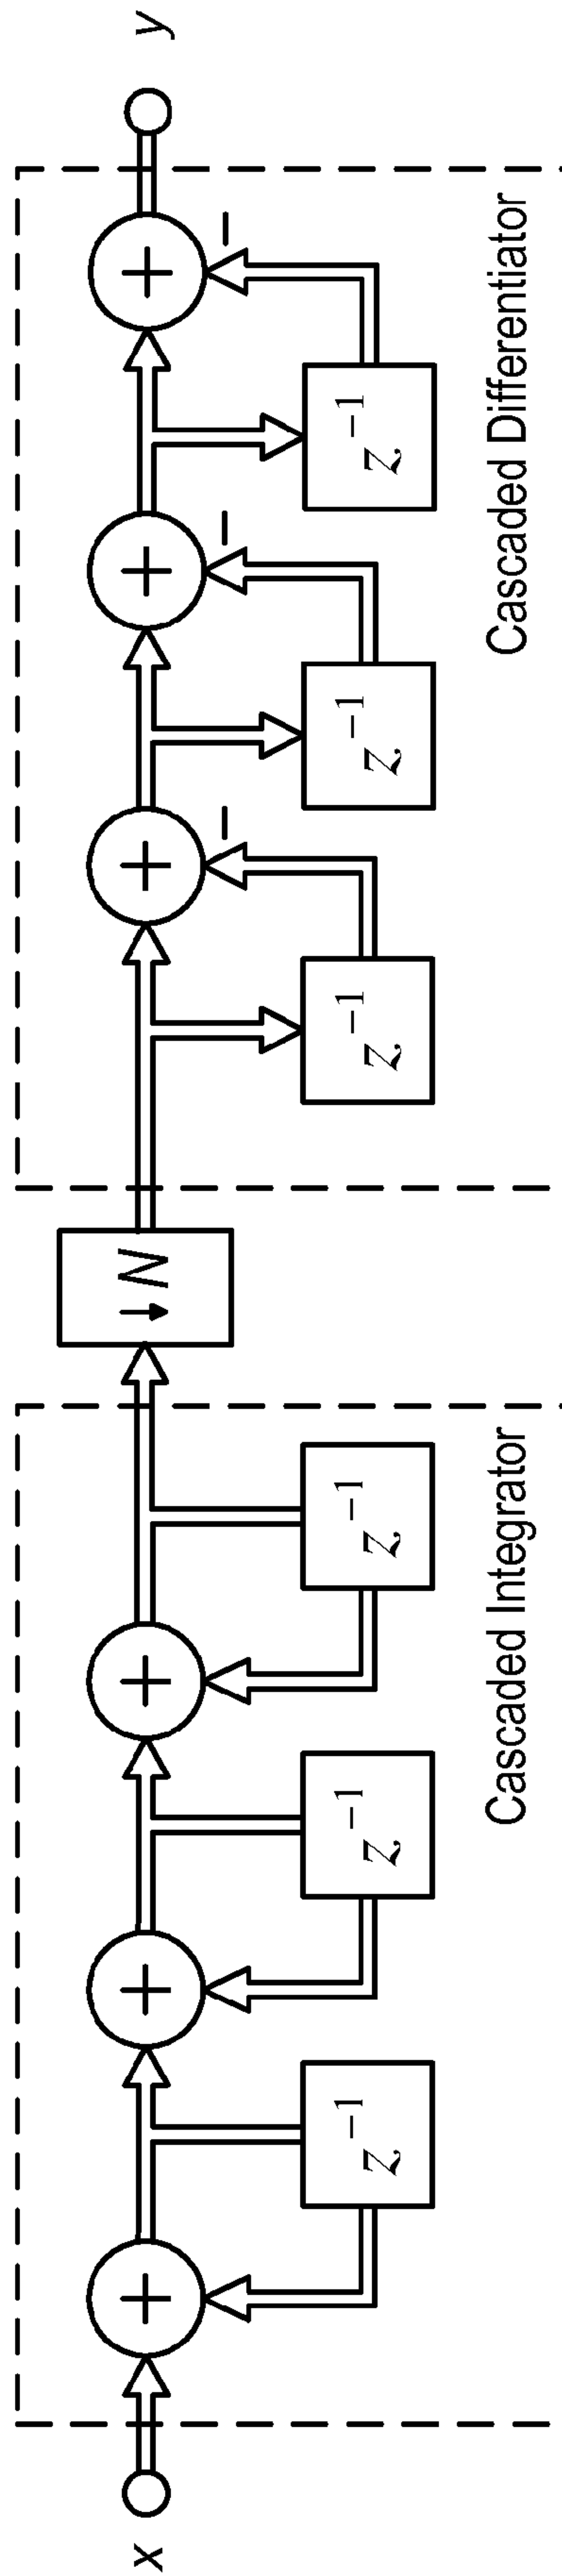 x
+
+
+
z⁻¹
z⁻¹
z⁻¹
Cascaded Integrator
↓N
+
+
+
−
−
−
z⁻¹
z⁻¹
z⁻¹
Cascaded Differentiator
y